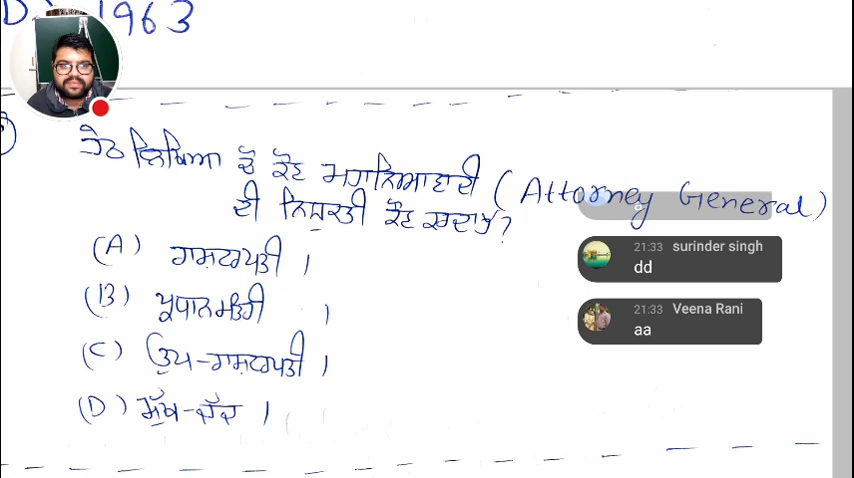 D) 1963
ਹੇਠ ਲਿਖਿਆ ਚੋਂ ਕੌਣ ਮਹਾਨਿਆਵਾਦੀ (Attorney General)
ਦੀ ਨਿਯੁਕਤੀ ਕੌਣ ਕਰਦਾ ਹੈ?
(A) ਰਾਸ਼ਟਰਪਤੀ ।
(B) ਪ੍ਰਧਾਨਮੰਤਰੀ ।
(C) ਉਪ-ਰਾਸ਼ਟਰਪਤੀ ।
(D) ਮੁੱਖ-ਜੱਜ ।
a
21:33 surinder singh
dd
21:33 Veena Rani
aa